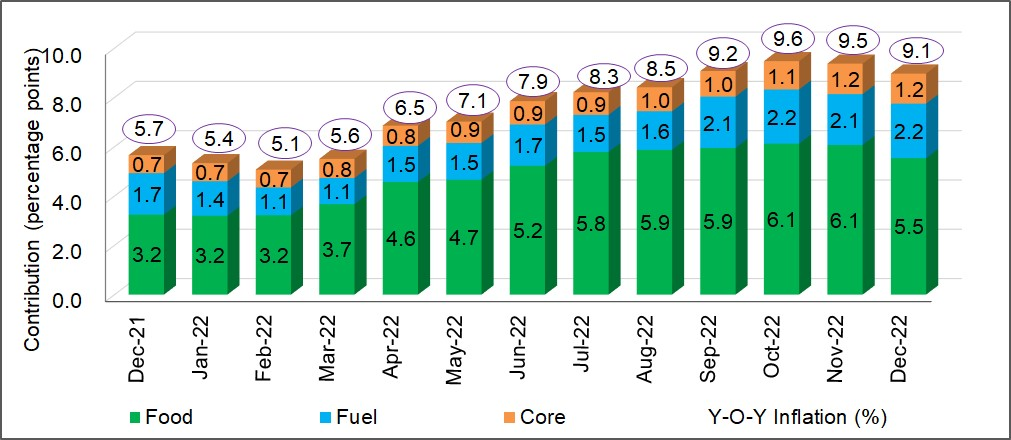 Contribution (percentage points)
10.0
8.0
6.0
4.0
2.0
0.0
5.7 5.4 5.1 5.6 6.5 7.1 7.9 8.3 8.5 9.2 9.6 9.5 9.1
0.7 0.7 0.7 0.8 0.8 0.9 0.9 0.9 1.0 1.0 1.1 1.2 1.2
1.7 1.4 1.1 1.1 1.5 1.5 1.7 1.5 1.6 2.1 2.2 2.1 2.2
3.2 3.2 3.2 3.7 4.6 4.7 5.2 5.8 5.9 5.9 6.1 6.1 5.5
Dec-21 Jan-22 Feb-22 Mar-22 Apr-22 May-22 Jun-22 Jul-22 Aug-22 Sep-22 Oct-22 Nov-22 Dec-22
Food Fuel Core Y-O-Y Inflation (%)